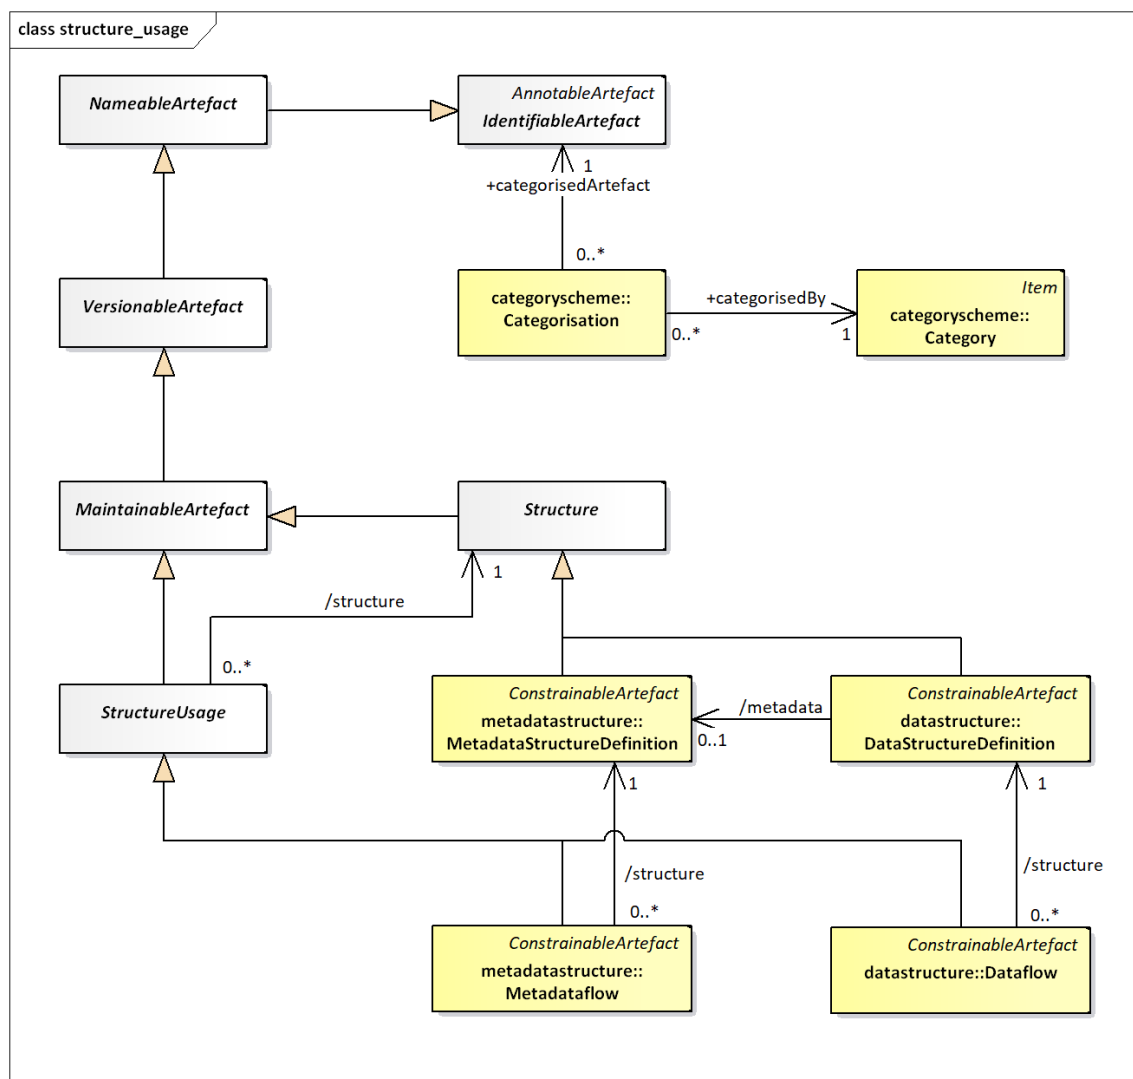 class structure_usage
NameableArtefact
AnnotableArtefact
IdentifiableArtefact
1
+categorisedArtefact
0..*
VersionableArtefact
categoryscheme::
Categorisation
+categorisedBy
0..*
1
Item
categoryscheme::
Category
MaintainableArtefact
Structure
1
/structure
0..*
StructureUsage
ConstrainableArtefact
metadatastructure::
MetadataStructureDefinition
/metadata
0..1
ConstrainableArtefact
datastructure::
DataStructureDefinition
1
1
/structure
/structure
0..*
0..*
ConstrainableArtefact
metadatastructure::
Metadataflow
ConstrainableArtefact
datastructure::Dataflow